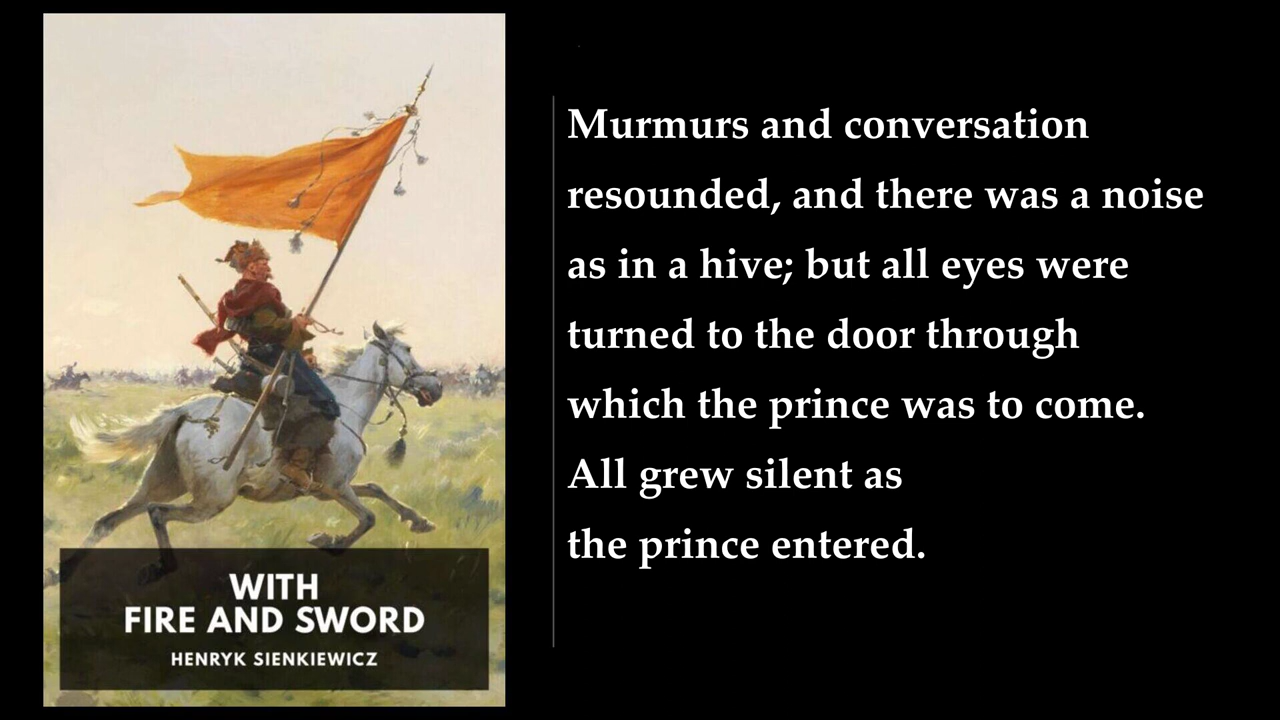 Murmurs and conversation
resounded, and there was a noise
as in a hive; but all eyes were
turned to the door through
which the prince was to come.
All grew silent as
the prince entered.
WITH
FIRE AND SWORD
HENRYK SIENKIEWICZ